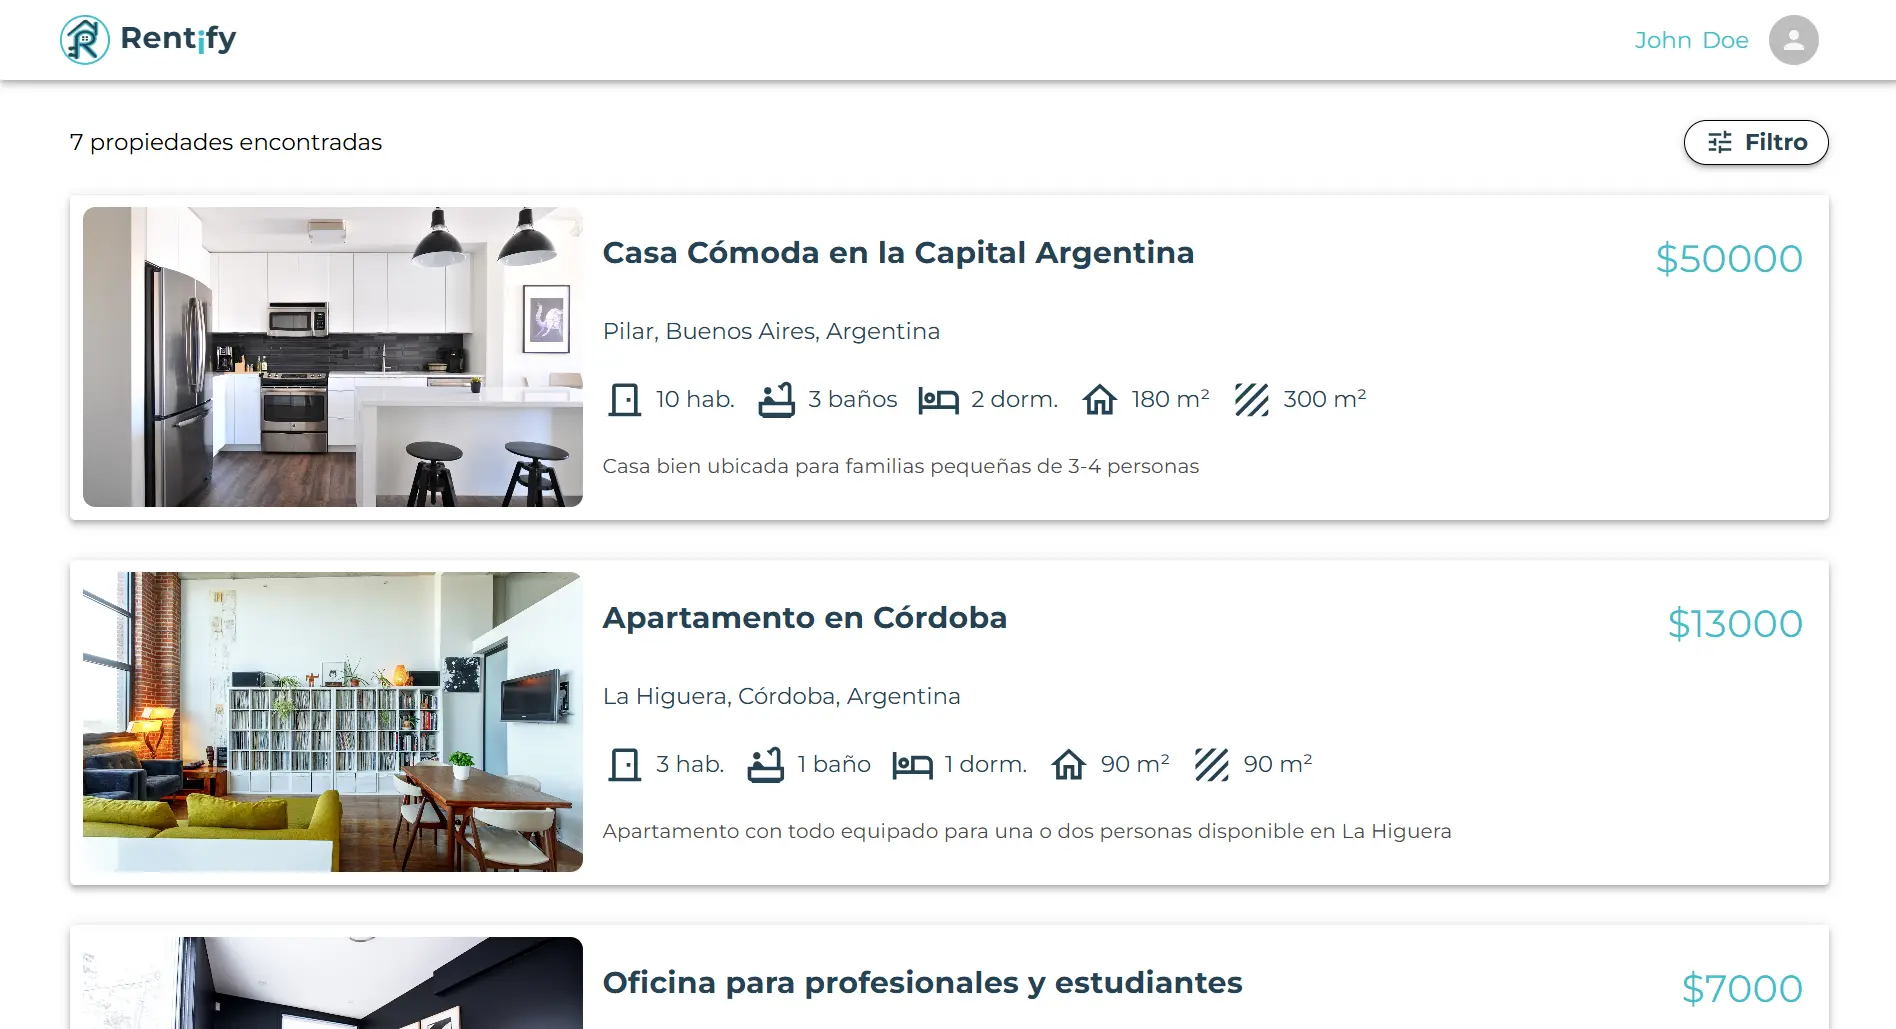 Rentify
John Doe
7 propiedades encontradas
Filtro
Casa Cómoda en la Capital Argentina
$50000
Pilar, Buenos Aires, Argentina
10 hab. 3 baños 2 dorm. 180 m² 300 m²
Casa bien ubicada para familias pequeñas de 3-4 personas
Apartamento en Córdoba
$13000
La Higuera, Córdoba, Argentina
3 hab. 1 baño 1 dorm. 90 m² 90 m²
Apartamento con todo equipado para una o dos personas disponible en La Higuera
Oficina para profesionales y estudiantes
$7000